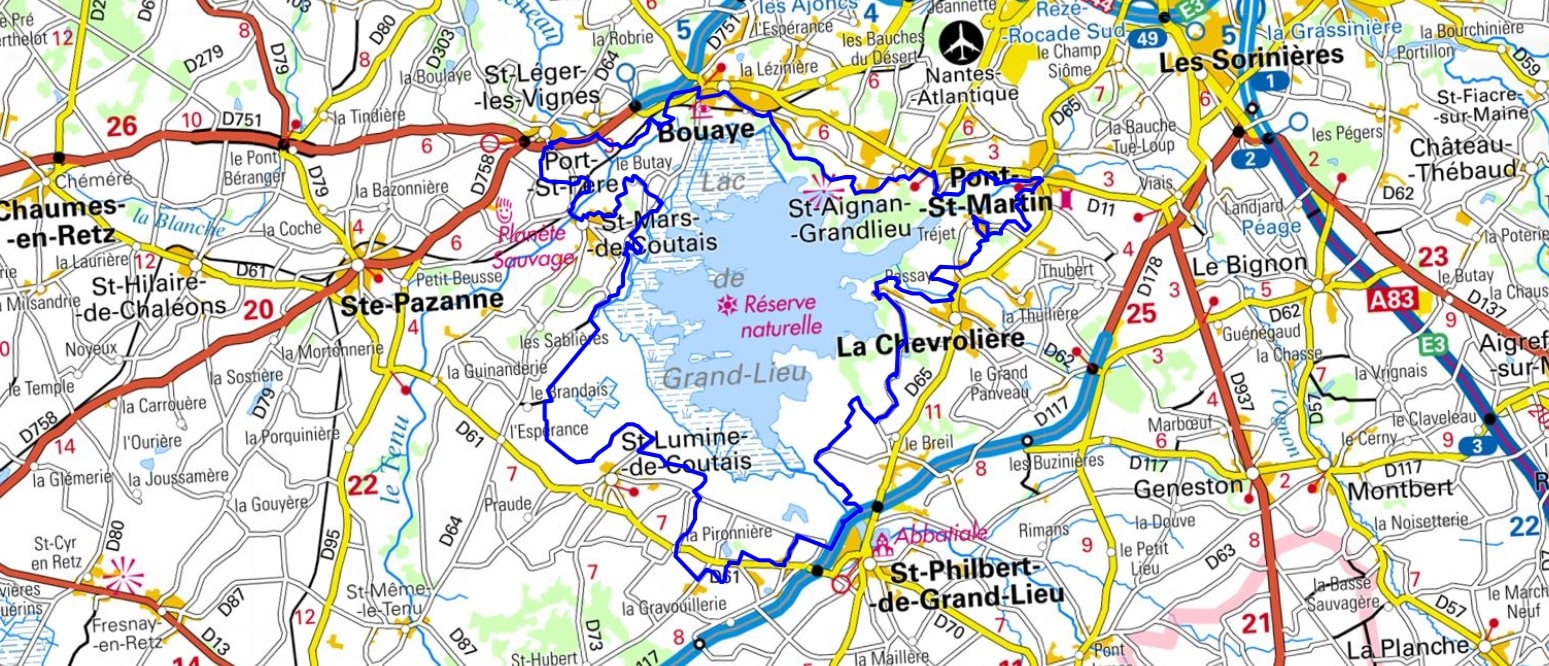 Pré
erthelot
12
D2
D279
8
D79
D80
8
D303
la Boulaye
la Robrie
6
D64
St-Léger-
-les-Vignes
5
D751
les Ajoncs
l'Espérance
4
les Bauches
du Désert
la Lézinière
6
Jeannette
Rezé-
-Rocade Sud
49
E3
5
la Grassinière
le Champ
Siôme
Nantes-
-Atlantique
Les Sorinières
1
la Bourchinière
Portillon
D59
St-Fiacre-
-sur-Maine
26
10
D751
la Tindière
le Pont
Béranger
6
D758
Chéméré
D79
la Bazonnière
Port-
-St-Père
le Butay
Bouaye
Lac
6
6
3
D65
7
la Bauche
Tue-Loup
6
2
les Pégers
2
Château-
-Thébaud
D62
Chaumes-
-en-Retz
la Blanche
la Coche
4
6
Planète
Sauvage
St-Mars-
-de-Coutais
St-Aignan-
-Grandlieu
Pont-
-St-Martin
Tréjet
3
D11
Viais
Landjard
Péage
la Poterie
la Laurière
12
D61
la Milsandrie
St-Hilaire-
-de-Chaléons
20
Ste-Pazanne
Petit-Beusse
4
de
Réserve
naturelle
Passay
Thubert
4
D178
3
Le Bignon
5
D62
23
le Butay
la Chaus
A83
D137
9
E3
Noyeux
la Mortonnerie
les Sablières
la Chevrolière
la Thuilière
25
Guénégaud
la Chasse
Aigref
-sur-M
le Temple
la Sostière
la Guinanderie
Grand-Lieu
D65
D62
le Grand
Panveau
3
7
la Vrignais
la Carrouère
D79
le Brandais
D758
14
l'Ourière
la Porquinière
le Tenu
D61
l'Espérance
St-Lumine-
-de-Coutais
11
D117
le Breil
4
D937
l'Ognon
D57
Marbœuf
6
le Claveleau
le Cerny
9
3
la Glémerie
la Joussamère
22
7
8
les Buzinières
D117
Geneston
2
D117
Montbert
la Gouyère
D64
Praude
7
la Pironnière
Abbatiale
Rimans
la Douve
la Noisetterie
22
D80
St-Cyr
en Retz
D95
9
le Petit
Lieu
D63
8
D61
St-Philbert-
-de-Grand-Lieu
St-Même-
-le-Tenu
7
la Gravouillerie
la Basse
Sauvagère
7
D57
le March
Neuf
Fresnay-
-en-Retz
D87
12
D13
D87
D73
St-Hubert
8
D70
7
21
La Planche
14
117
la Maillère
11
Pont